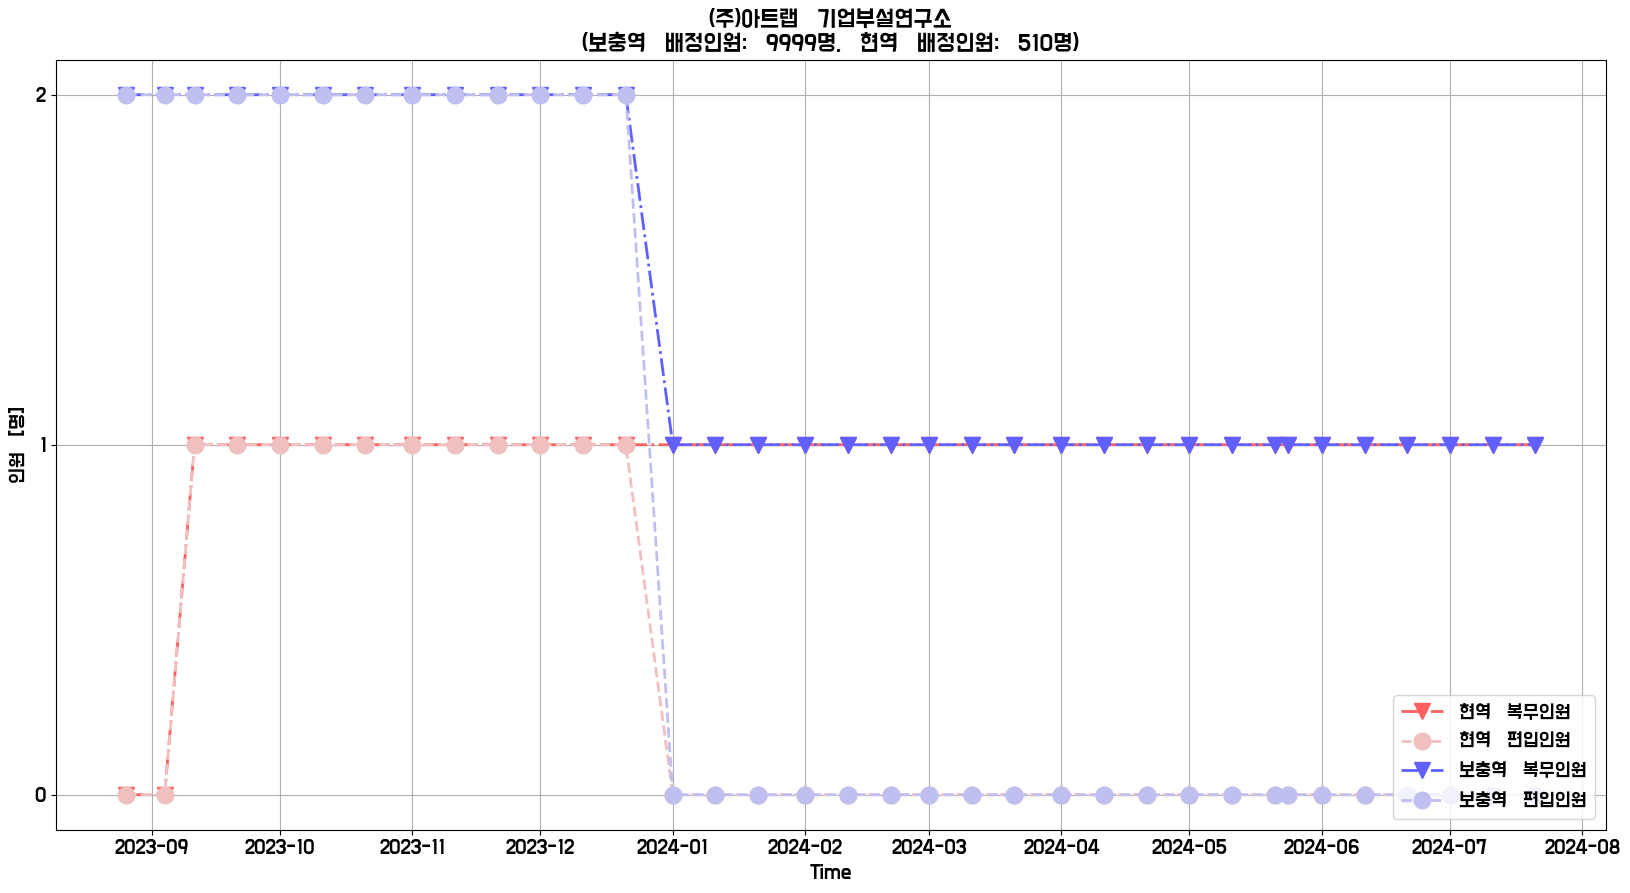 (주)아트랩 기업부설연구소
(보충역 배정인원: 9999명, 현역 배정인원: 510명)
인원 [명]
2
1
0
2023-09 2023-10 2023-11 2023-12 2024-01 2024-02 2024-03 2024-04 2024-05 2024-06 2024-07 2024-08
Time
현역 복무인원
현역 편입인원
보충역 복무인원
보충역 편입인원